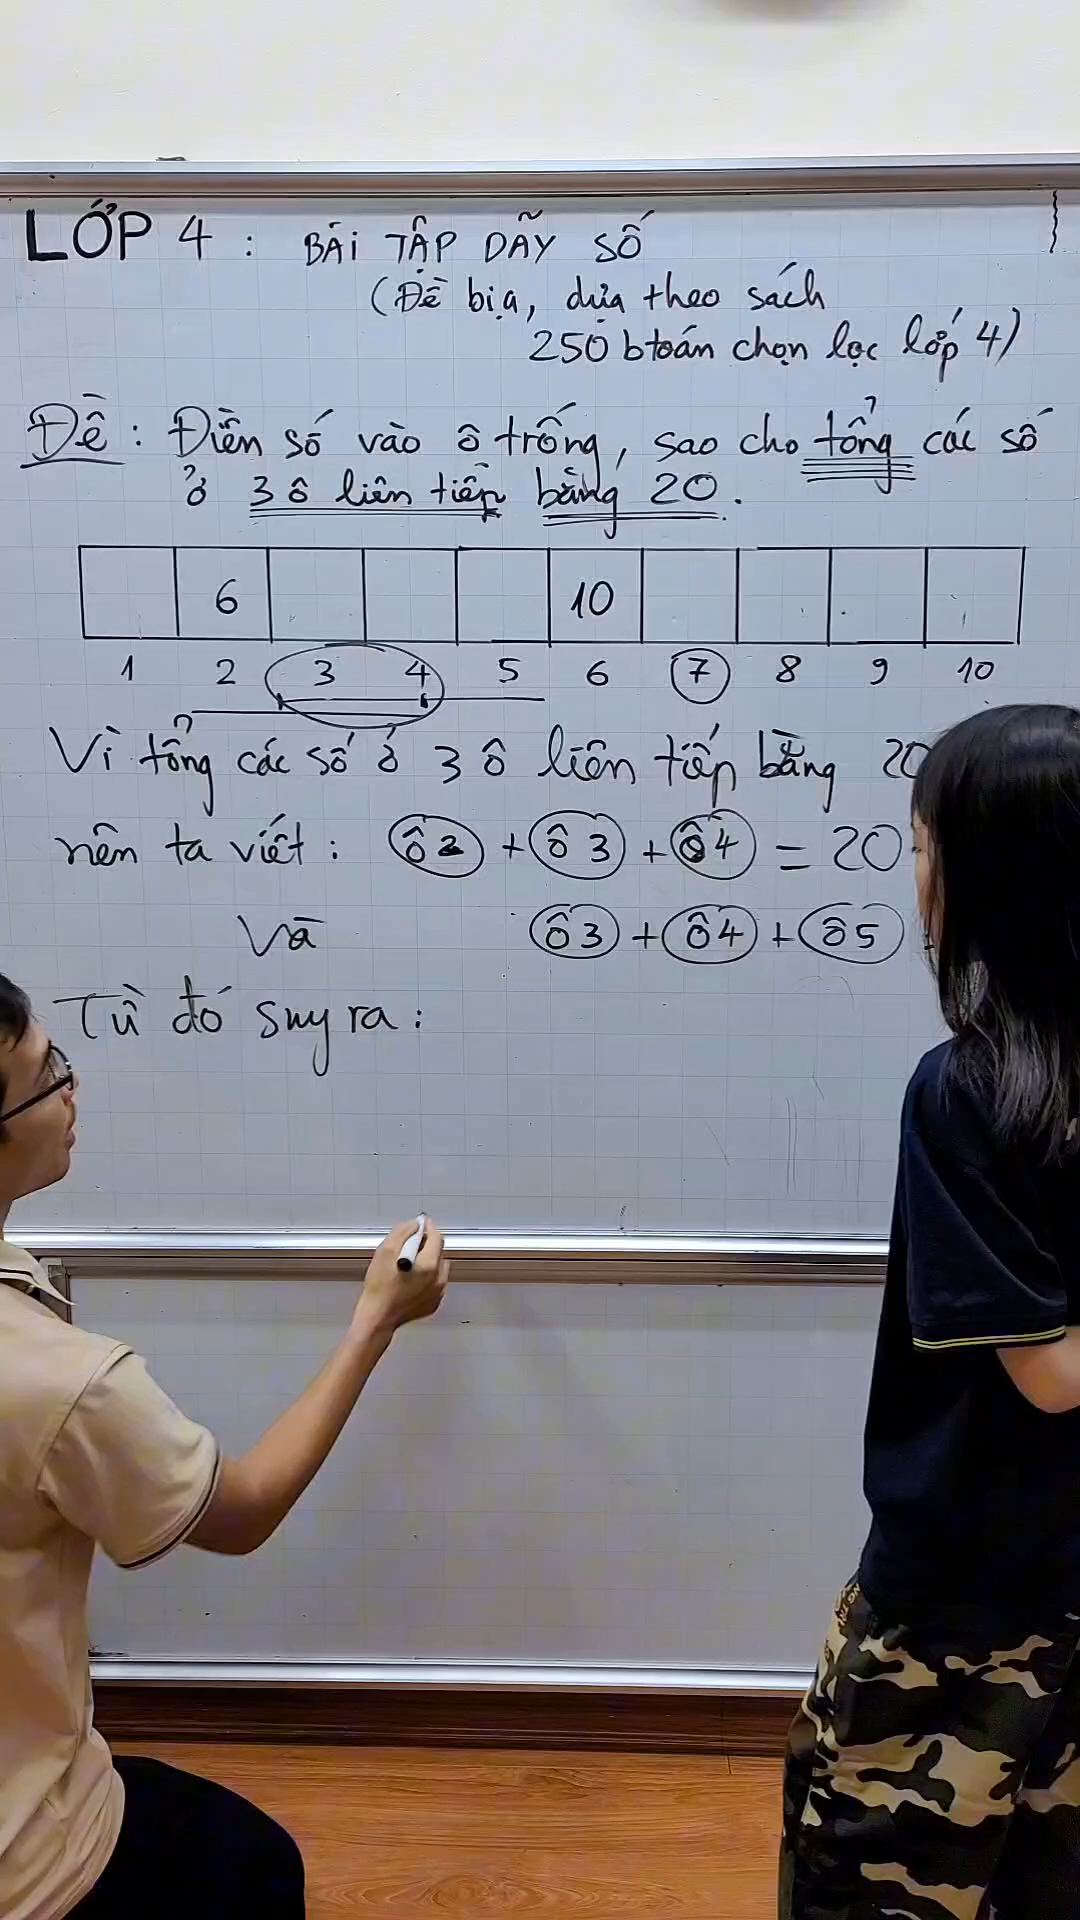 LỚP 4 : BÀI TẬP DÃY SỐ
(Đề bịa, dựa theo sách
250 btoán chọn lọc lớp 4)
Đề : Điền số vào ô trống, sao cho tổng các số
ở 3 ô liên tiếp bằng 20.
6 10
1 2 3 4 5 6 7 8 9 10
Vì tổng các số ở 3 ô liên tiếp bằng 20
nên ta viết : ô2 + ô3 + ô4 = 20
Và ô3 + ô4 + ô5
Từ đó suy ra :